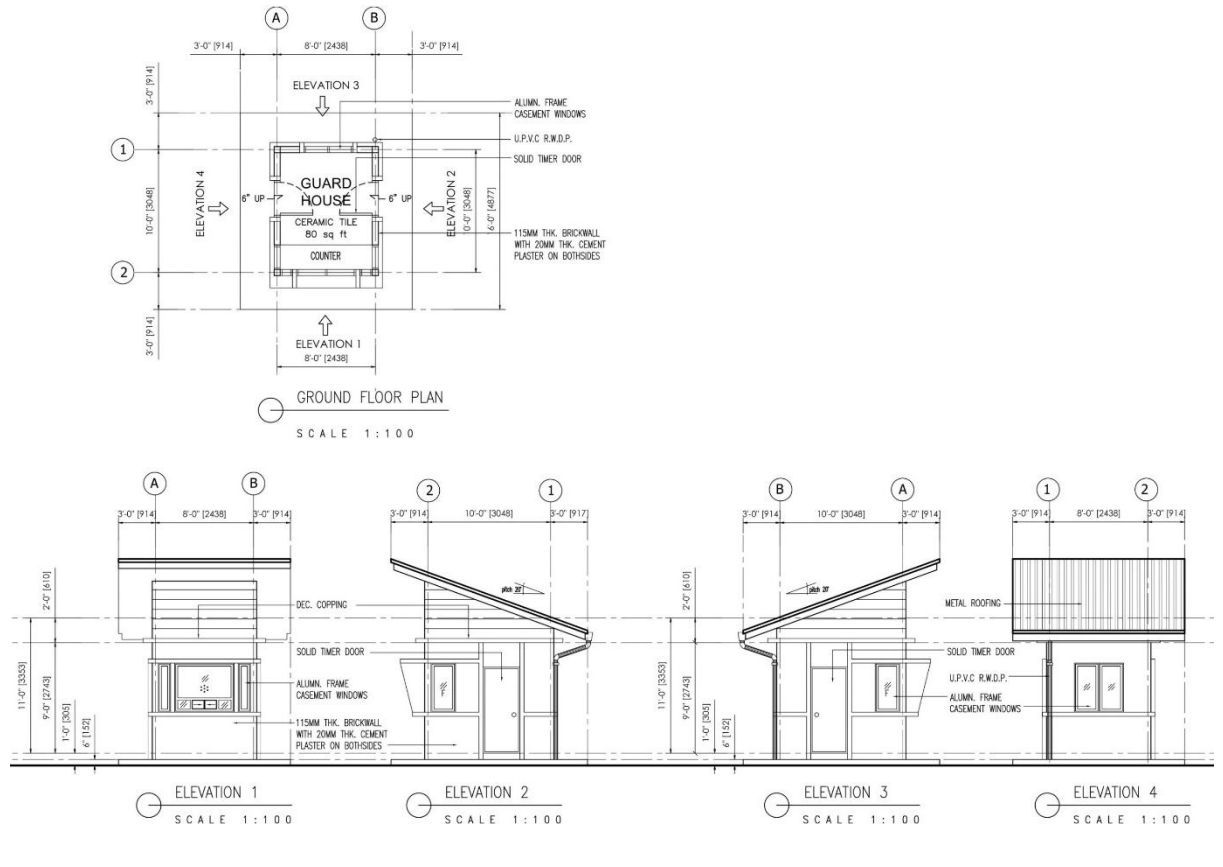 A
B
3'-0" [914]
8'-0" [2438]
3'-0" [914]
3'-0" [914]
ELEVATION 3
ALUMN. FRAME
CASEMENT WINDOWS
U.P.V.C R.W.D.P.
SOLID TIMER DOOR
1
10'-0" [3048]
ELEVATION 4
6" UP
GUARD
HOUSE
6" UP
CERAMIC TILE
80 sq ft
COUNTER
ELEVATION 2
0'-0" [3048]
6'-0" [4877]
115MM THK. BRICKWALL
WITH 20MM THK. CEMENT
PLASTER ON BOTHSIDES
2
3'-0" [914]
ELEVATION 1
8'-0" [2438]
GROUND FLOOR PLAN
SCALE 1:100
A
B
3'-0" [914]
8'-0" [2438]
3'-0" [914]
2'-0" [610]
11'-0" [3353]
9'-0" [2743]
1'-0" [305]
6" [152]
DEC. COPPING
SOLID TIMER DOOR
ALUMN. FRAME
CASEMENT WINDOWS
115MM THK. BRICKWALL
WITH 20MM THK. CEMENT
PLASTER ON BOTHSIDES
ELEVATION 1
SCALE 1:100
2
1
3'-0" [914]
10'-0" [3048]
3'-0" [917]
pitch 20'
ELEVATION 2
SCALE 1:100
B
A
3'-0" [914]
10'-0" [3048]
3'-0" [914]
pitch 20'
2'-0" [610]
11'-0" [3353]
9'-0" [2743]
1'-0" [305]
6" [152]
METAL ROOFING
SOLID TIMER DOOR
U.P.V.C R.W.D.P.
ALUMN. FRAME
CASEMENT WINDOWS
ELEVATION 3
SCALE 1:100
1
2
3'-0" [914]
8'-0" [2438]
3'-0" [914]
ELEVATION 4
SCALE 1:100